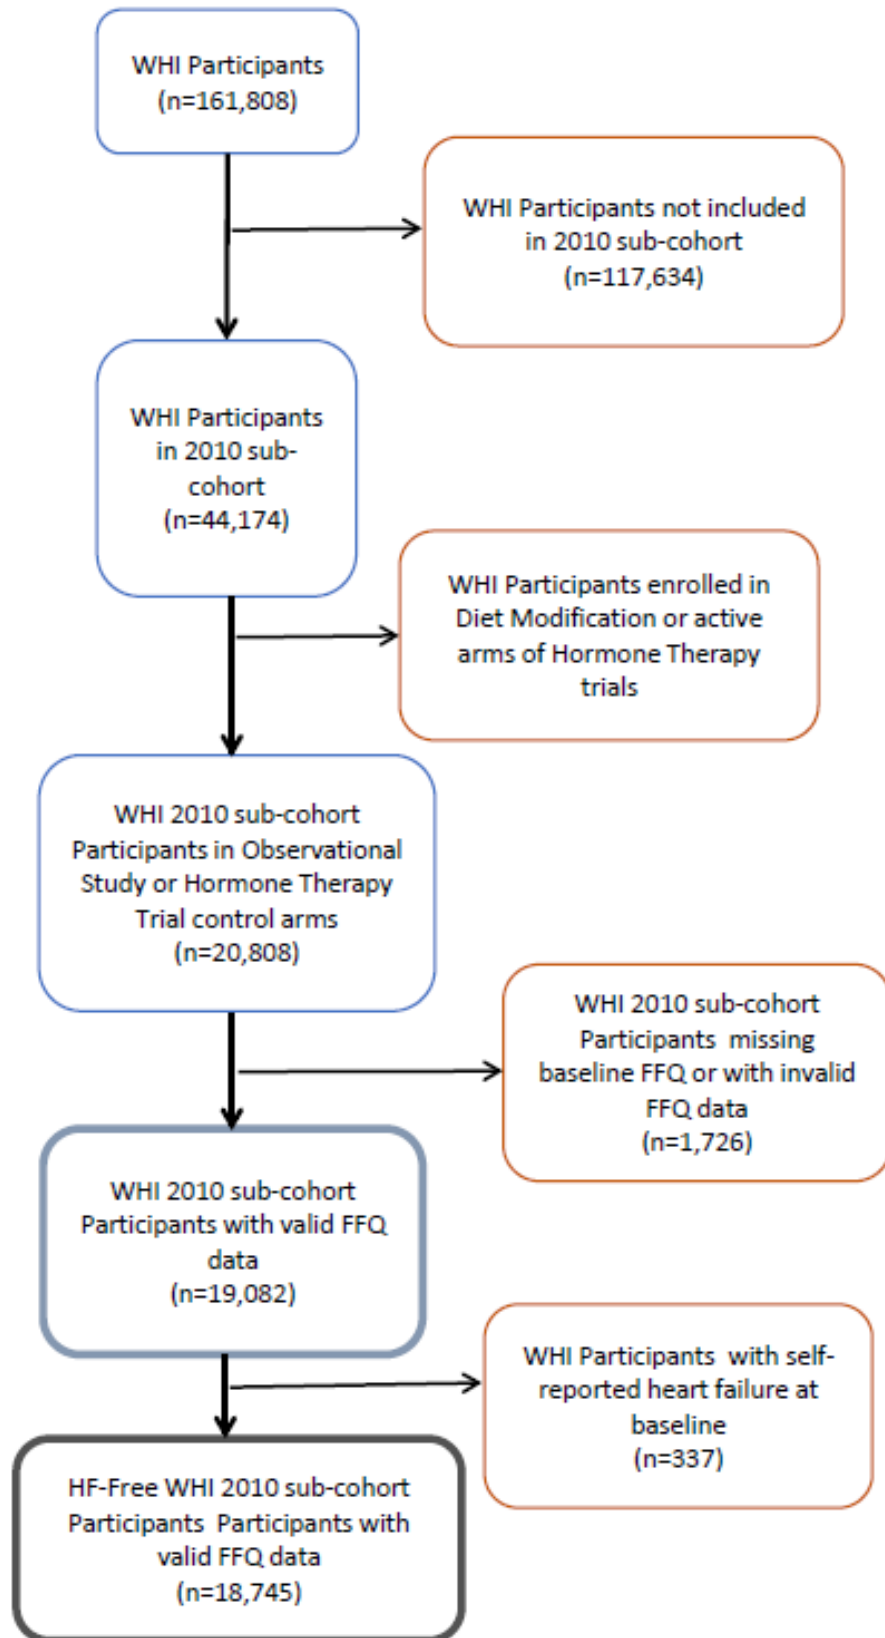 WHI Participants
(n=161,808)
WHI Participants not included
in 2010 sub-cohort
(n=117,634)
WHI Participants
in 2010 sub-
cohort
(n=44,174)
WHI Participants enrolled in
Diet Modification or active
arms of Hormone Therapy
trials
WHI 2010 sub-cohort
Participants in Observational
Study or Hormone Therapy
Trial control arms
(n=20,808)
WHI 2010 sub-cohort
Participants  missing
baseline FFQ or with invalid
FFQ data
(n=1,726)
WHI 2010 sub-cohort
Participants with valid FFQ
data
(n=19,082)
WHI Participants  with self-
reported heart failure at
baseline
(n=337)
HF-Free WHI 2010 sub-cohort
Participants  Participants with
valid FFQ data
(n=18,745)